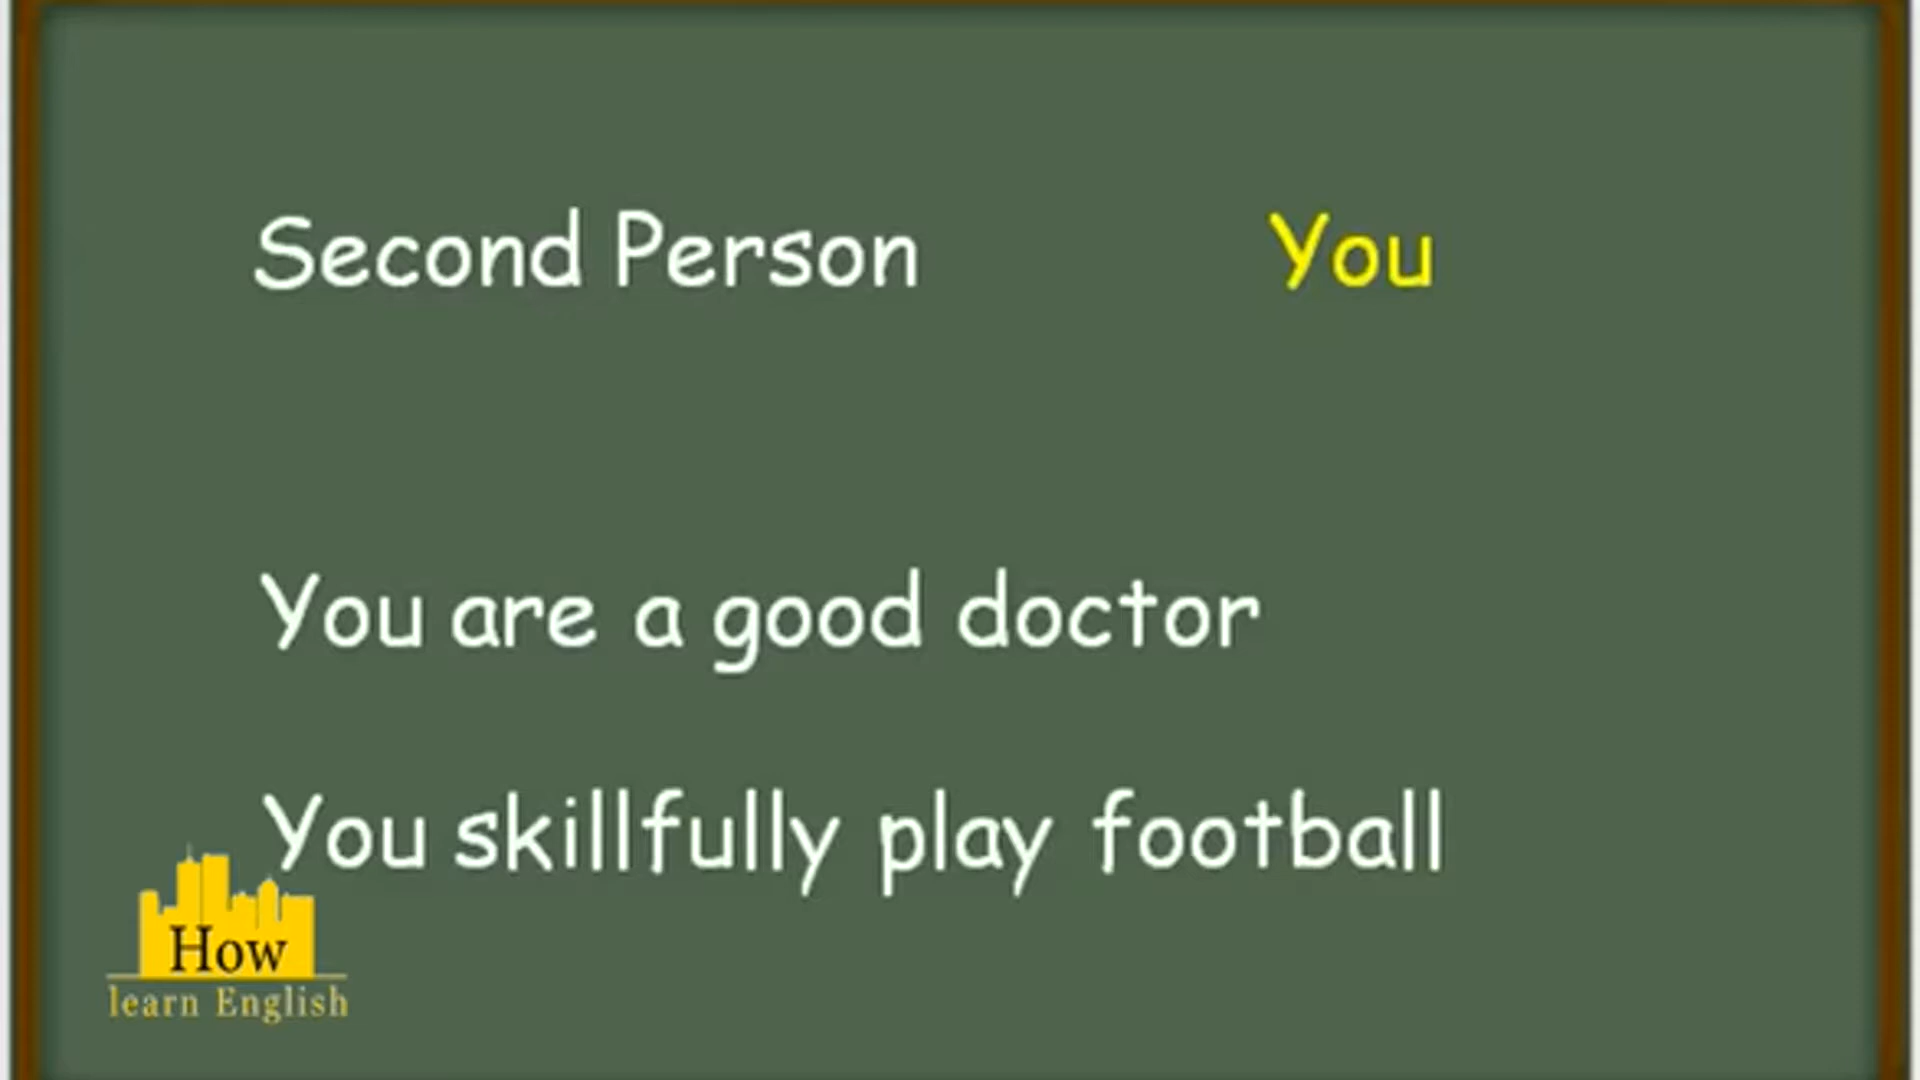 Second Person You
You are a good doctor
You skillfully play football
How
learn English